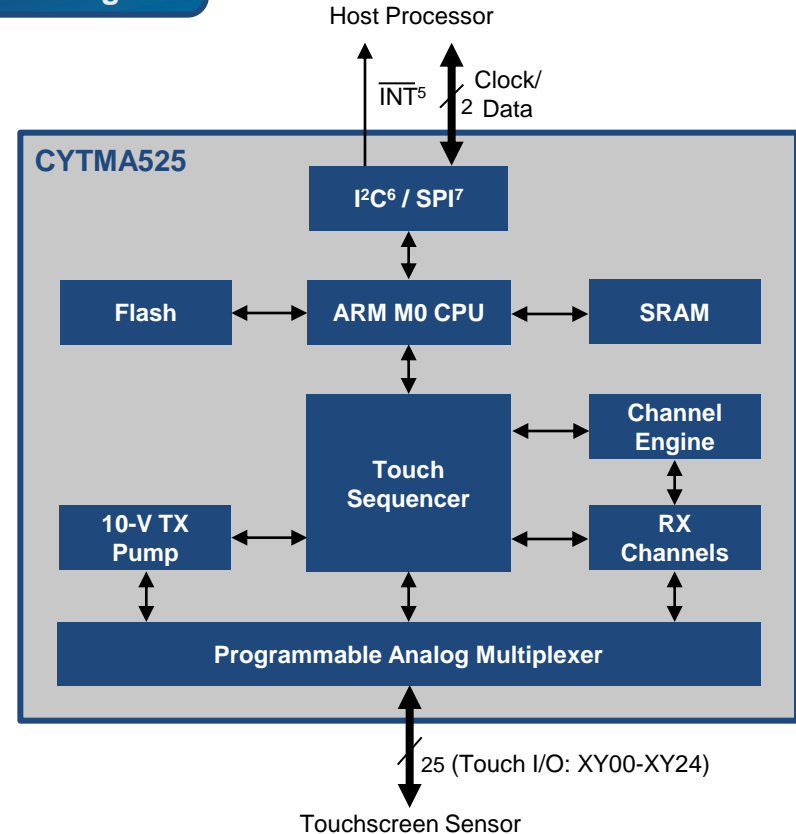 Host Processor
INT⁵
Clock/
2 Data
CYTMA525
I²C⁶ / SPI⁷
Flash
ARM M0 CPU
SRAM
Channel
Engine
Touch
Sequencer
10-V TX
Pump
RX
Channels
Programmable Analog Multiplexer
25 (Touch I/O: XY00-XY24)
Touchscreen Sensor